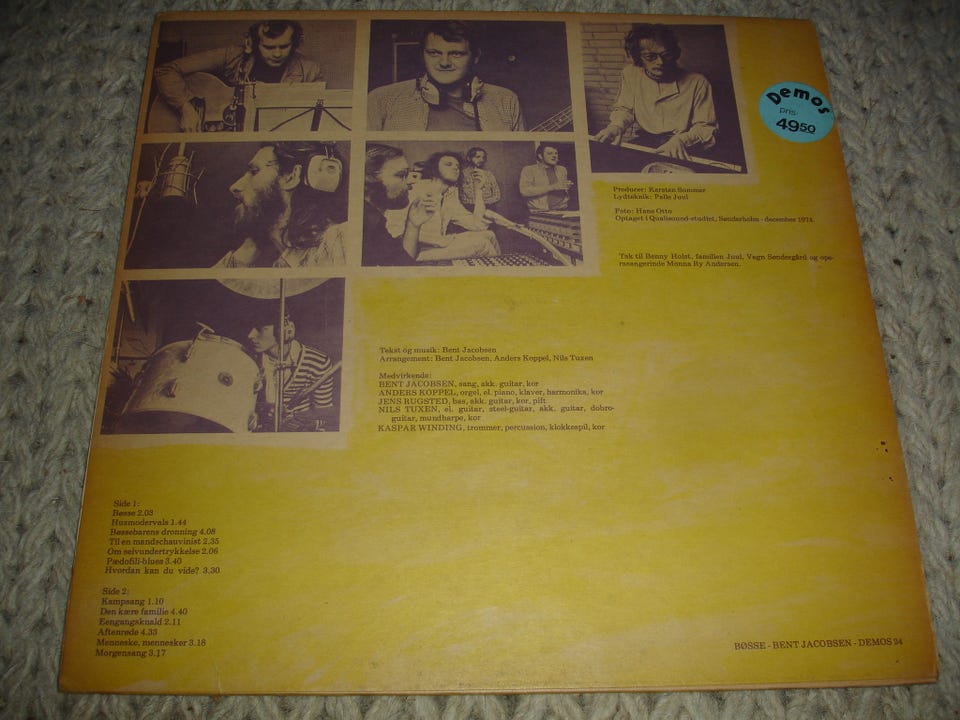 Demos
pris:
49.50
Producer: Karsten Sommer
Lydteknik: Palle Juul
Foto: Hans Otto
Optaget i Qualisound-studiet, Sønderholm - december 1974.
Tak til Benny Holst, familien Juul, Vagn Søndergård og ope-
rasangerinde Monna Ry Andersen.
Tekst og musik: Bent Jacobsen
Arrangement: Bent Jacobsen, Anders Koppel, Nils Tuxen
Medvirkende:
BENT JACOBSEN, sang, akk. guitar, kor
ANDERS KOPPEL, orgel, el. piano, klaver, harmonika, kor
JENS RUGSTED, bas, akk. guitar, kor, pift
NILS TUXEN, el. guitar, steel-guitar, akk. guitar, dobro-
guitar, mundharpe, kor
KASPAR WINDING, trommer, percussion, klokkespil, kor
Side 1:
Bøsse 2.03
Husmodervals 1.44
Bøssebarens dronning 4.08
Til en mandschauvinist 2.35
Om selvundertrykkelse 2.06
Pædofili-blues 3.40
Hvordan kan du vide? 3.30
Side 2:
Kampsang 1.10
Den kære familie 4.40
Eengangsknald 2.11
Aftenrøde 4.33
Menneske, mennesker 3.18
Morgensang 3.17
BØSSE - BENT JACOBSEN - DEMOS 24